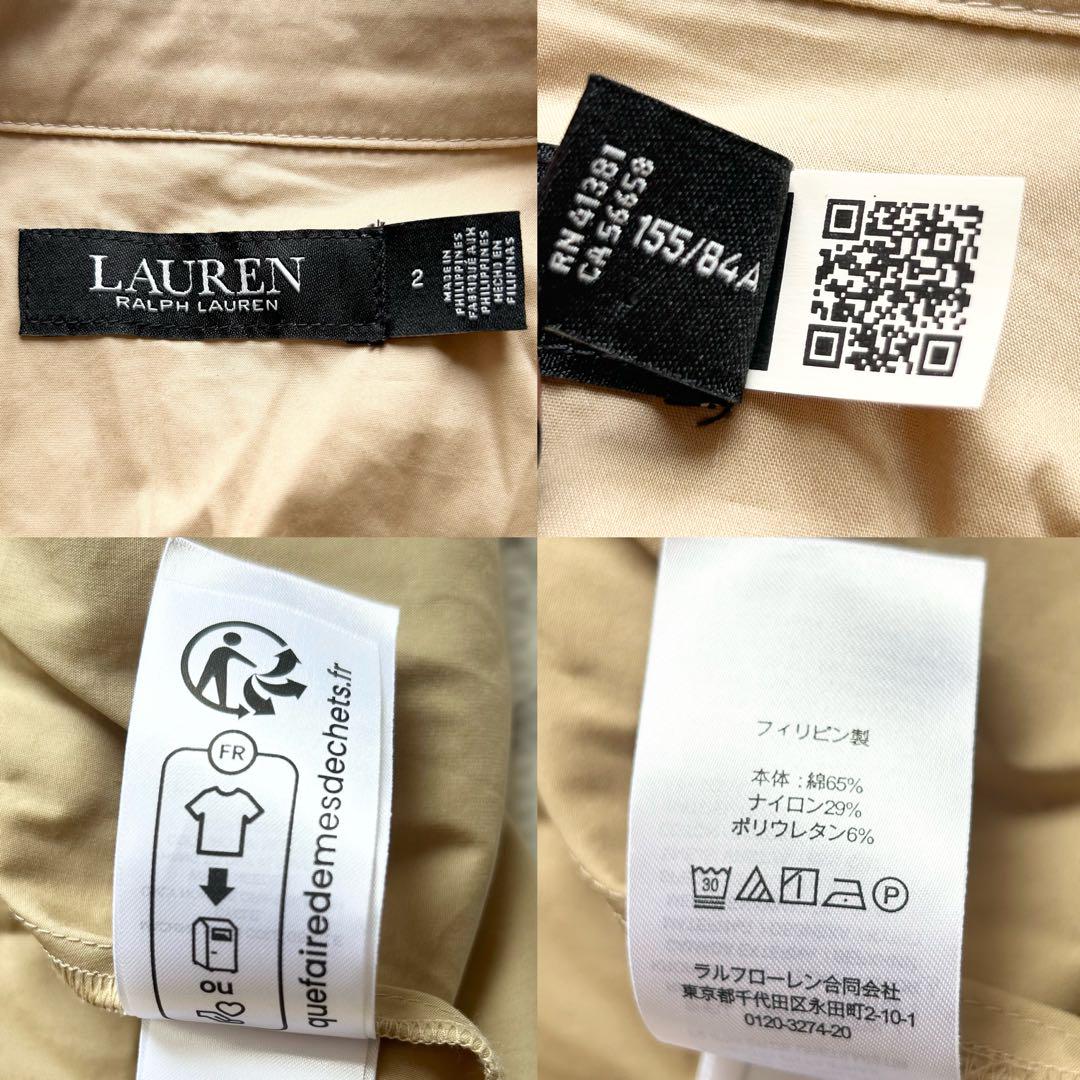 LAUREN
RALPH LAUREN
2
MADE IN
PHILIPPINES
FABRIQUÉ AUX
PHILIPPINES
HECHO EN
FILIPINAS
RN 41381
CA 56658
155/84A
FR
OU
quefairedemesdechets.fr
フィリピン製
本体 : 綿65%
ナイロン29%
ポリウレタン6%
30
P
ラルフローレン合同会社
東京都千代田区永田町2-10-1
0120-3274-20